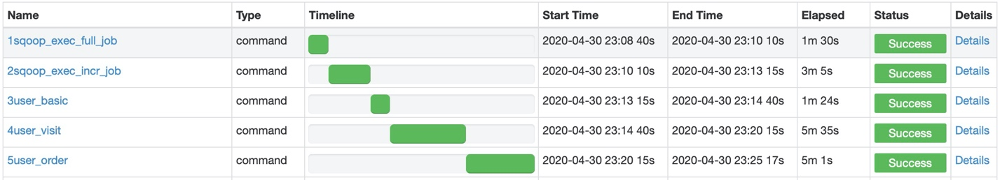 Name Type Timeline Start Time End Time Elapsed Status Details
1sqoop_exec_full_job command 2020-04-30 23:08 40s 2020-04-30 23:10 10s 1m 30s Success Details
2sqoop_exec_incr_job command 2020-04-30 23:10 10s 2020-04-30 23:13 15s 3m 5s Success Details
3user_basic command 2020-04-30 23:13 15s 2020-04-30 23:14 40s 1m 24s Success Details
4user_visit command 2020-04-30 23:14 40s 2020-04-30 23:20 15s 5m 35s Success Details
5user_order command 2020-04-30 23:20 15s 2020-04-30 23:25 17s 5m 1s Success Details